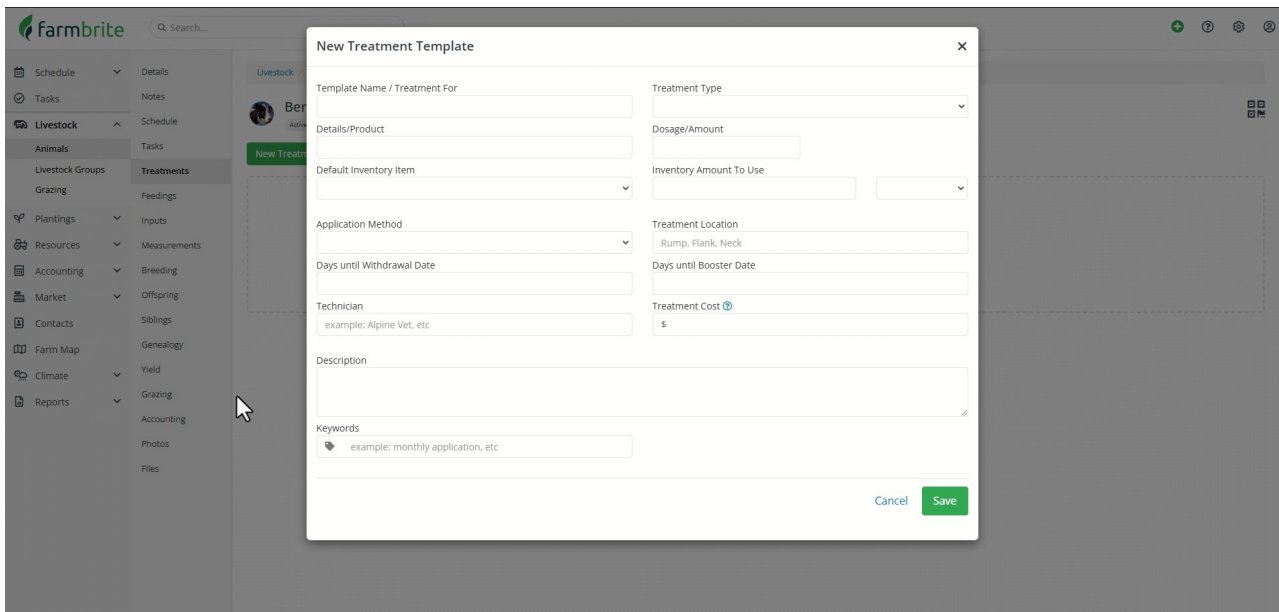 farmbrite
Search...
Schedule
Tasks
Livestock
Animals
Livestock Groups
Grazing
Plantings
Resources
Accounting
Market
Contacts
Farm Map
Climate
Reports
Details
Notes
Schedule
Tasks
Treatments
Feedings
Inputs
Measurements
Breeding
Offspring
Siblings
Genealogy
Yield
Grazing
Accounting
Photos
Files
Livestock
Ber
Active
New Treatm
New Treatment Template ×
Template Name / Treatment For Treatment Type
Details/Product Dosage/Amount
Default Inventory Item Inventory Amount To Use
Application Method Treatment Location
Rump, Flank, Neck
Days until Withdrawal Date Days until Booster Date
Technician Treatment Cost ?
example: Alpine Vet, etc $
Description
Keywords
example: monthly application, etc
Cancel Save